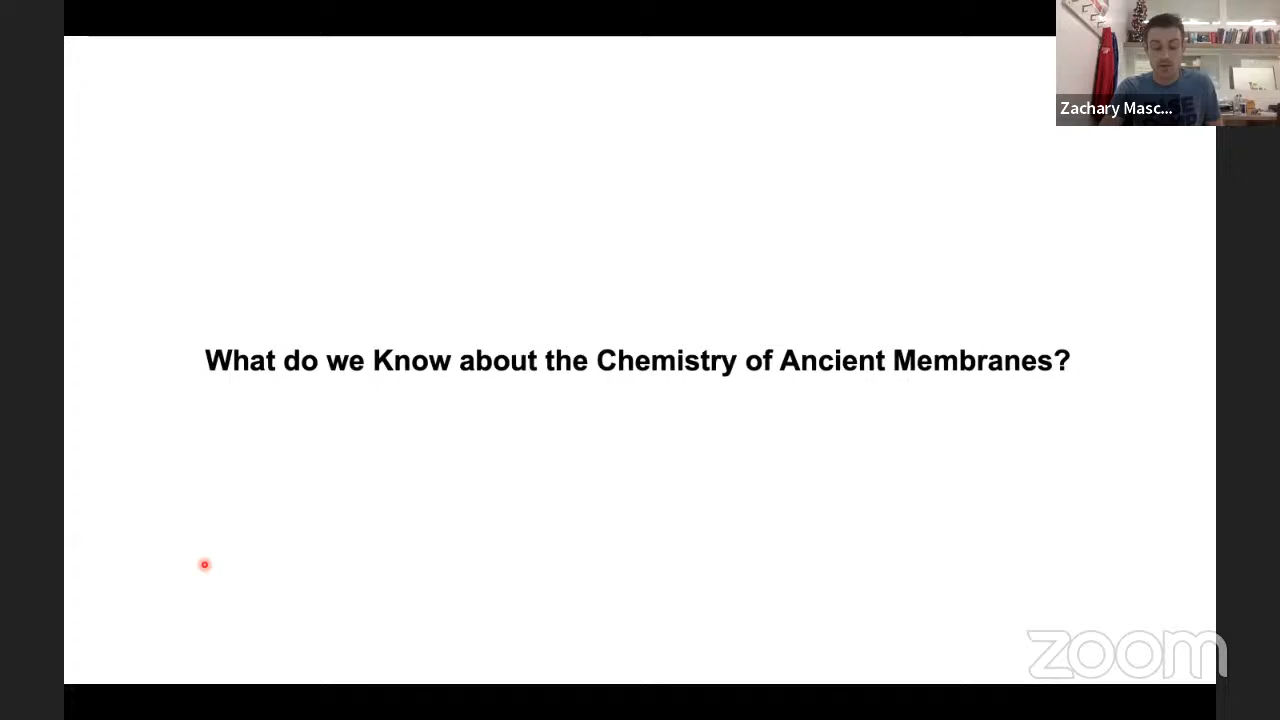 Zachary Masc...
What do we Know about the Chemistry of Ancient Membranes?
zoom